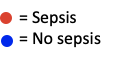 = Sepsis
= No sepsis